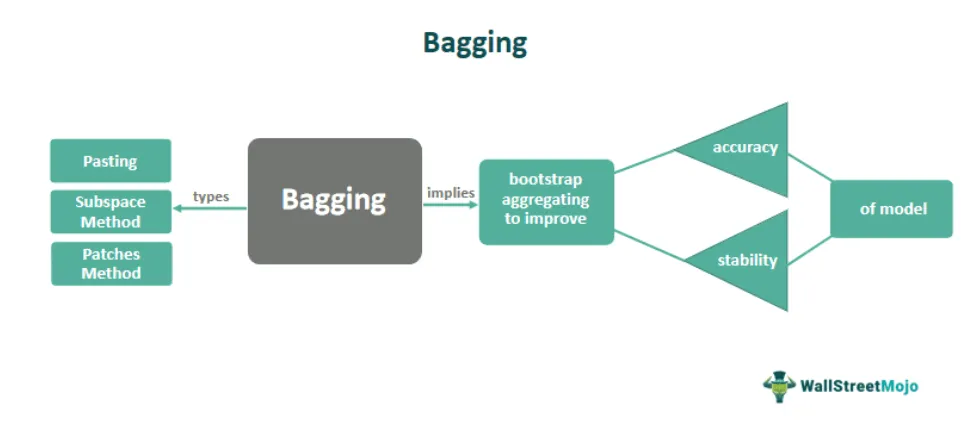 Bagging
Pasting
Subspace
Method
Patches
Method
types
Bagging
implies
bootstrap
aggregating
to improve
accuracy
stability
of model
WallStreetMojo